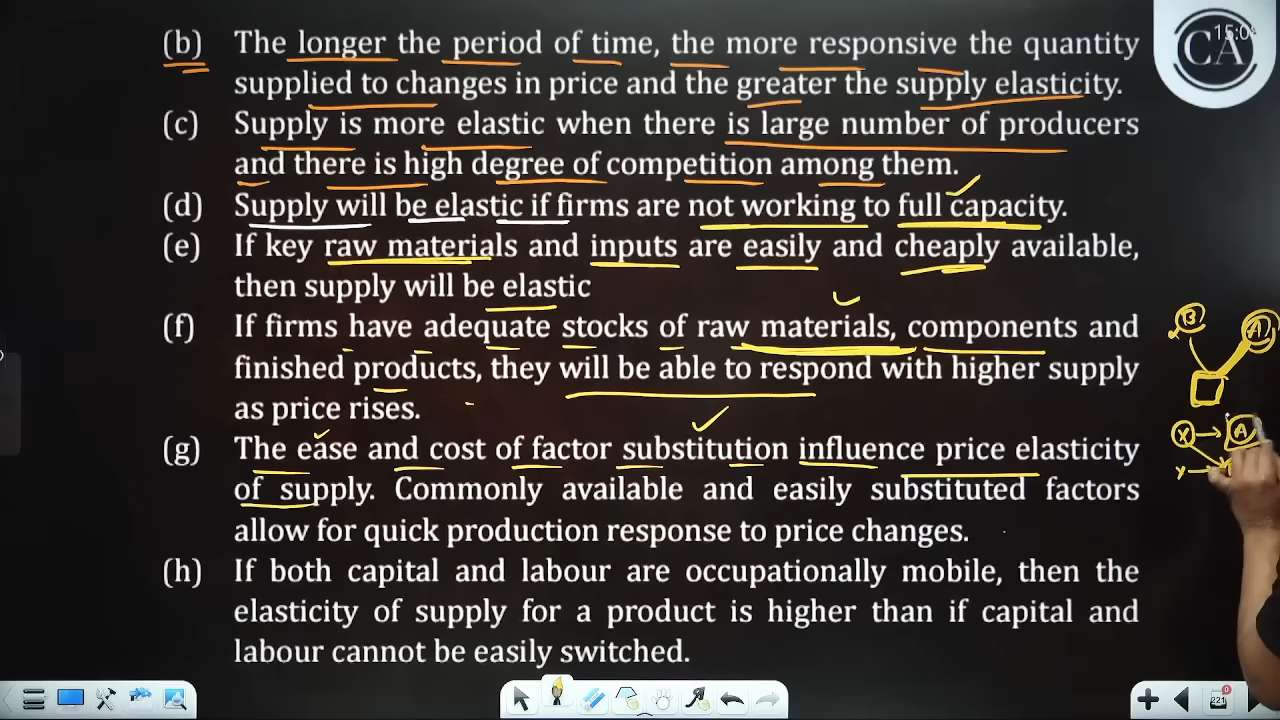 15:0
CA
(b) The longer the period of time, the more responsive the quantity
supplied to changes in price and the greater the supply elasticity.
(c) Supply is more elastic when there is large number of producers
and there is high degree of competition among them.
(d) Supply will be elastic if firms are not working to full capacity.
(e) If key raw materials and inputs are easily and cheaply available,
then supply will be elastic
(f) If firms have adequate stocks of raw materials, components and
finished products, they will be able to respond with higher supply
as price rises.
(g) The ease and cost of factor substitution influence price elasticity
of supply. Commonly available and easily substituted factors
allow for quick production response to price changes.
(h) If both capital and labour are occupationally mobile, then the
elasticity of supply for a product is higher than if capital and
labour cannot be easily switched.
B A
X A
Y
221
0